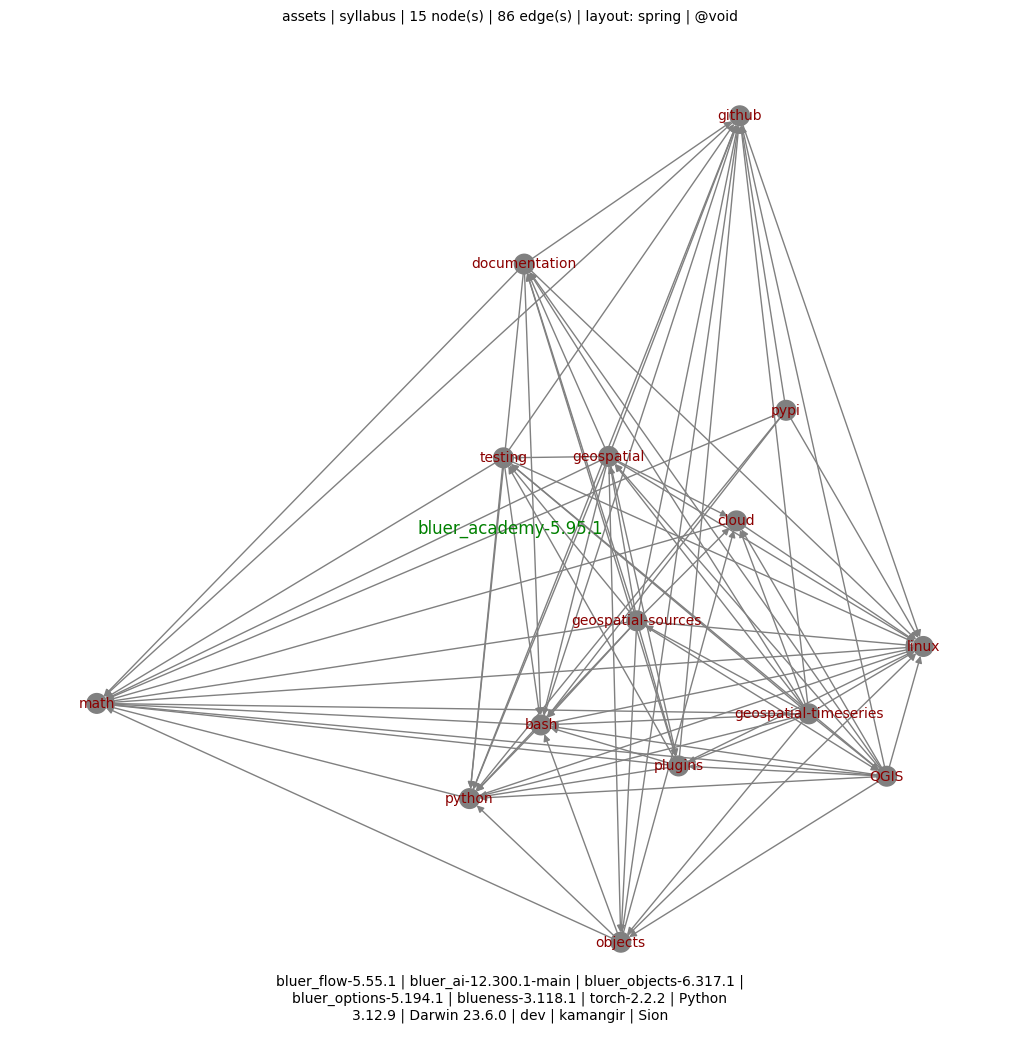 assets | syllabus | 15 node(s) | 86 edge(s) | layout: spring | @void
github
documentation
pypi
testing
geospatial
cloud
bluer_academy-5.95.1
geospatial-sources
linux
math
geospatial-timeseries
bash
plugins
QGIS
python
objects
bluer_flow-5.55.1 | bluer_ai-12.300.1-main | bluer_objects-6.317.1 |
bluer_options-5.194.1 | blueness-3.118.1 | torch-2.2.2 | Python
3.12.9 | Darwin 23.6.0 | dev | kamangir | Sion